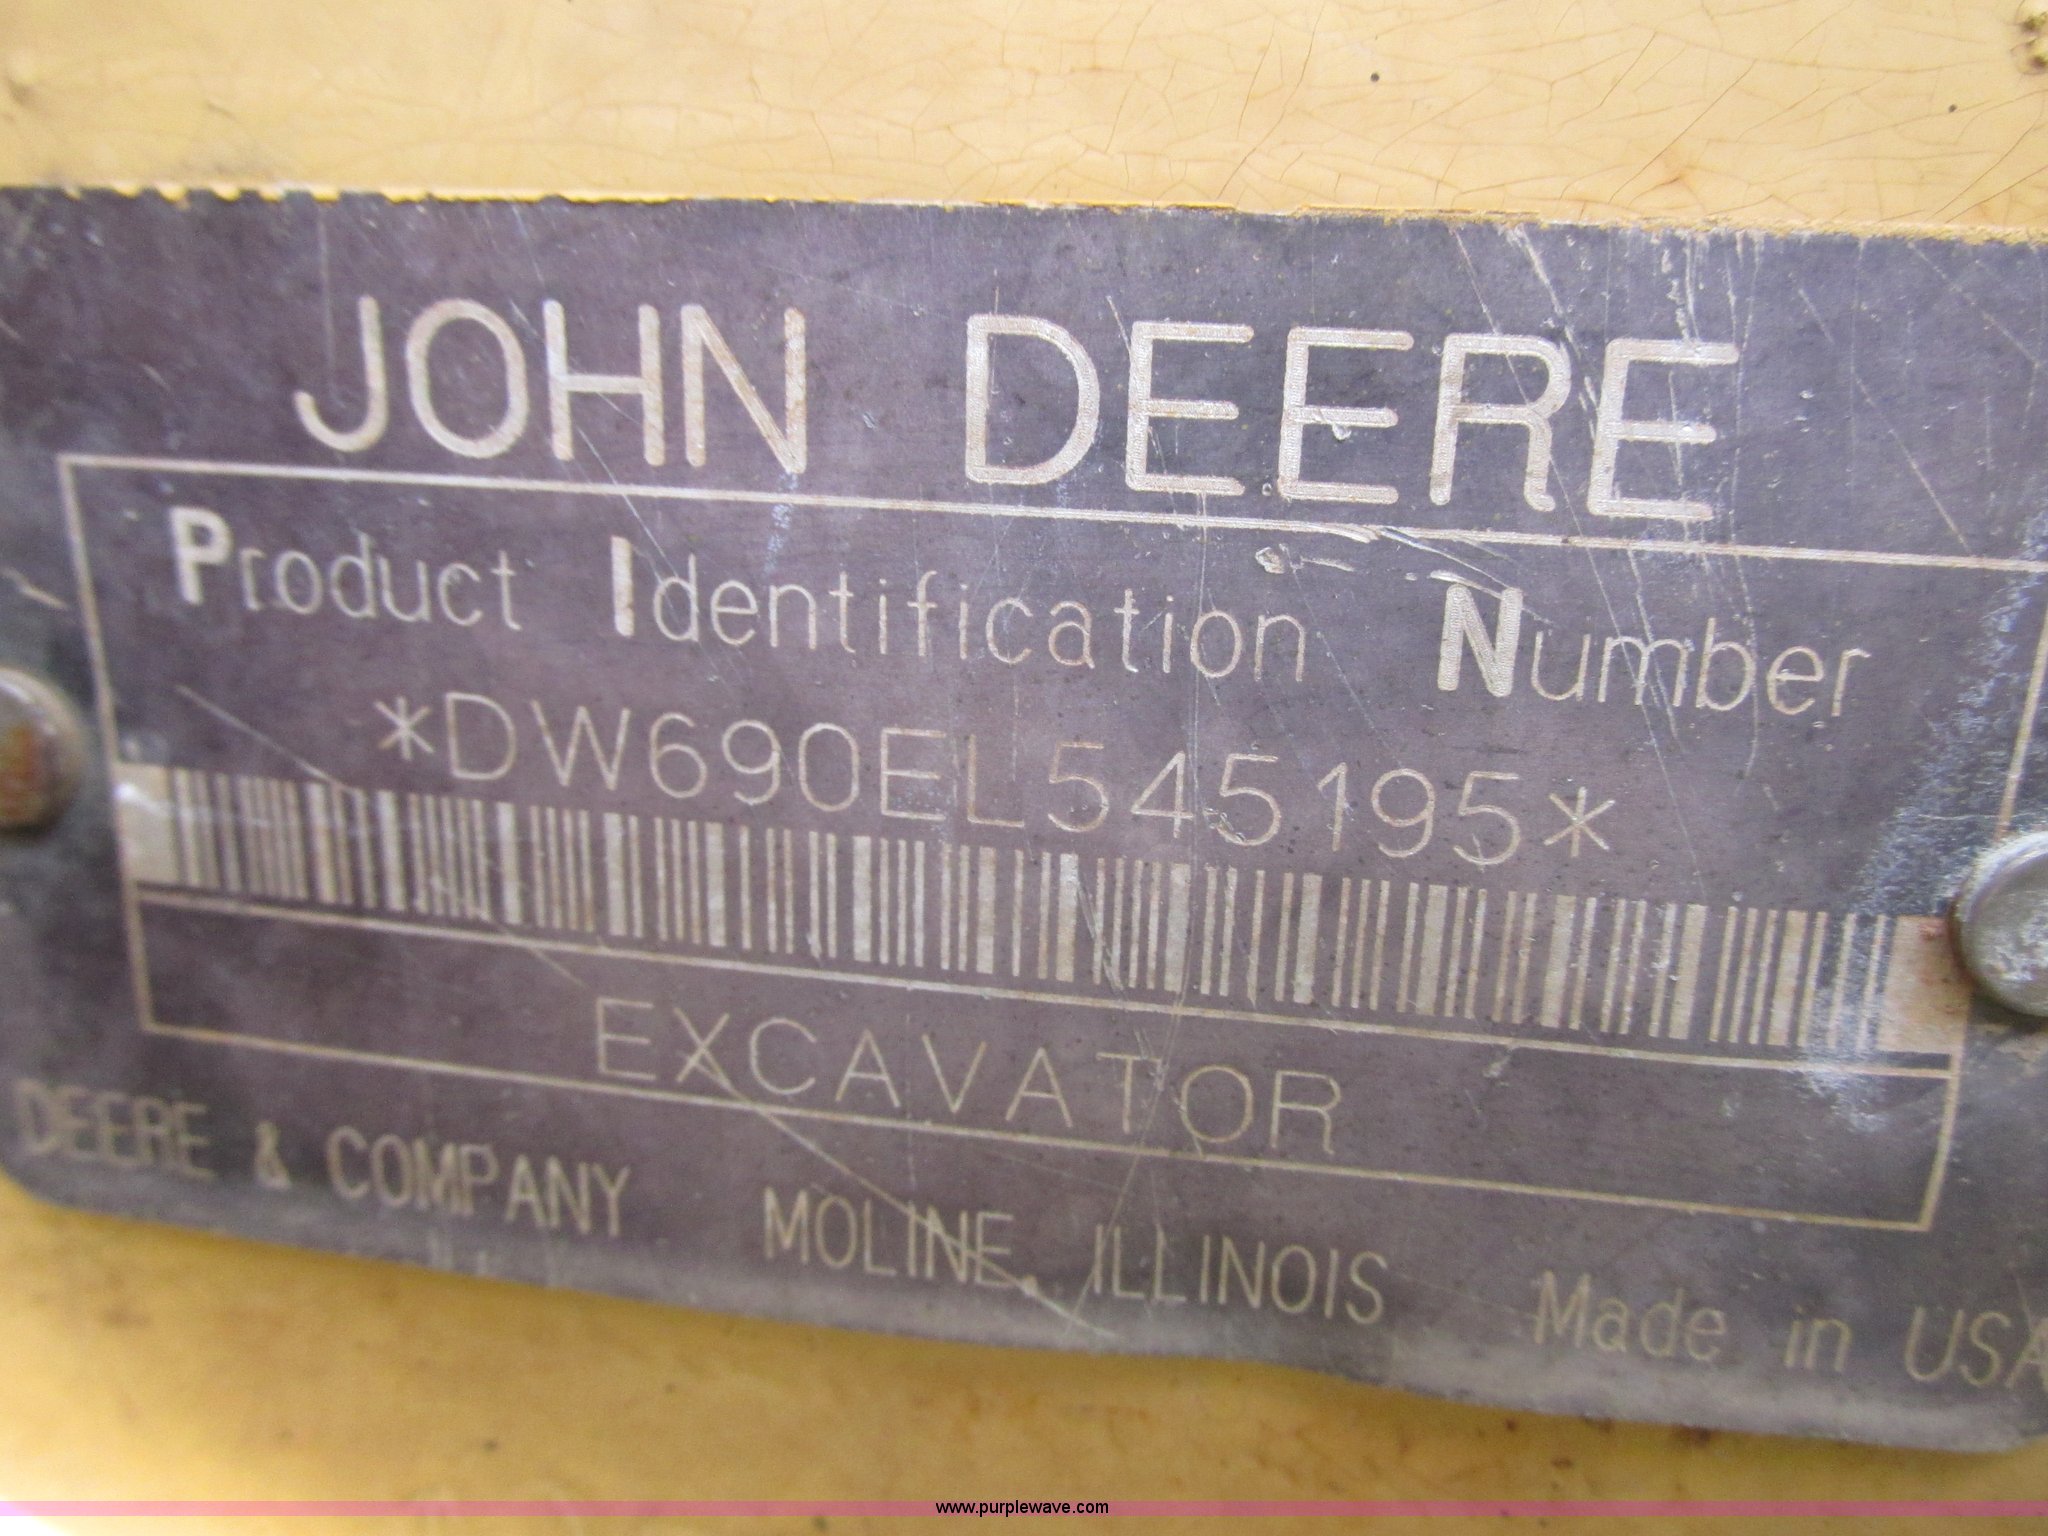 JOHN DEERE
Product Identification Number
*DW690EL545195*
EXCAVATOR
DEERE & COMPANY MOLINE, ILLINOIS Made in USA
www.purplewave.com